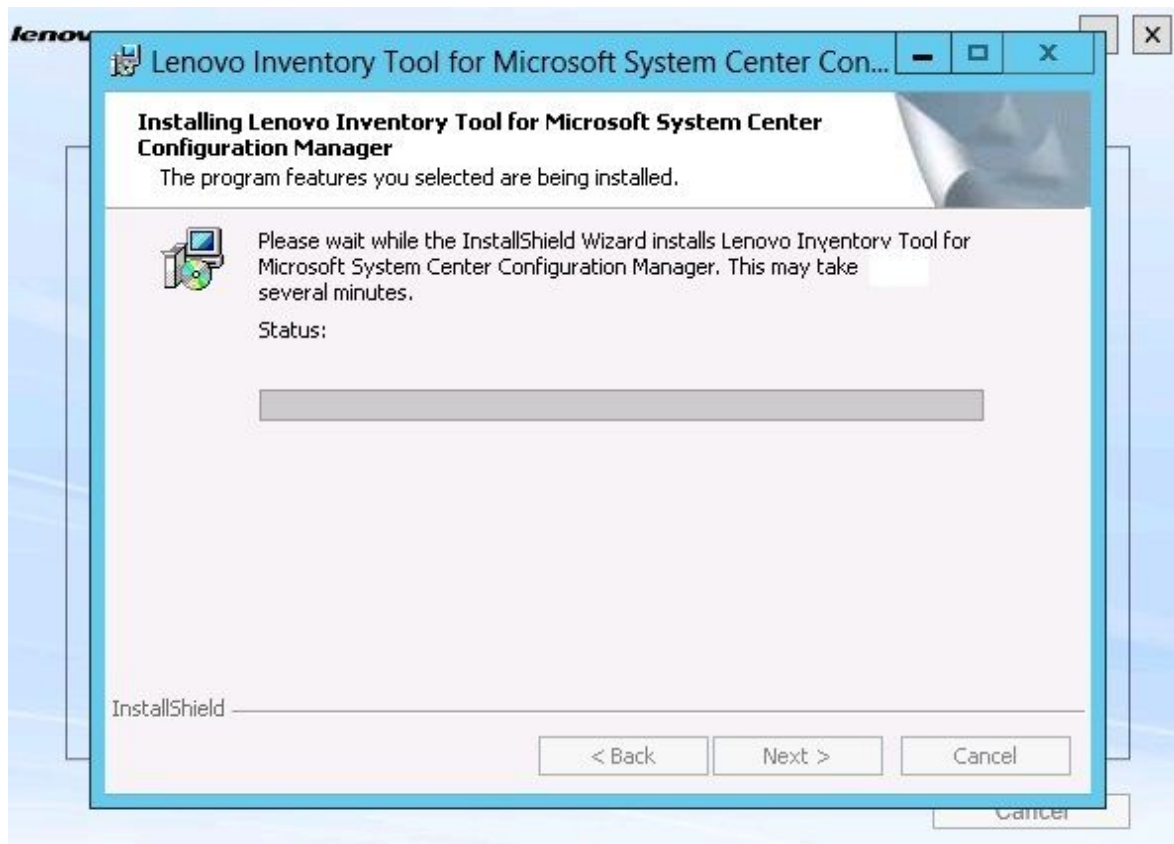 lenov
X
Lenovo Inventory Tool for Microsoft System Center Con...
X
Installing Lenovo Inventory Tool for Microsoft System Center
Configuration Manager
The program features you selected are being installed.
Please wait while the InstallShield Wizard installs Lenovo Inventory Tool for
Microsoft System Center Configuration Manager. This may take
several minutes.
Status:
InstallShield
< Back
Next >
Cancel
Cancel